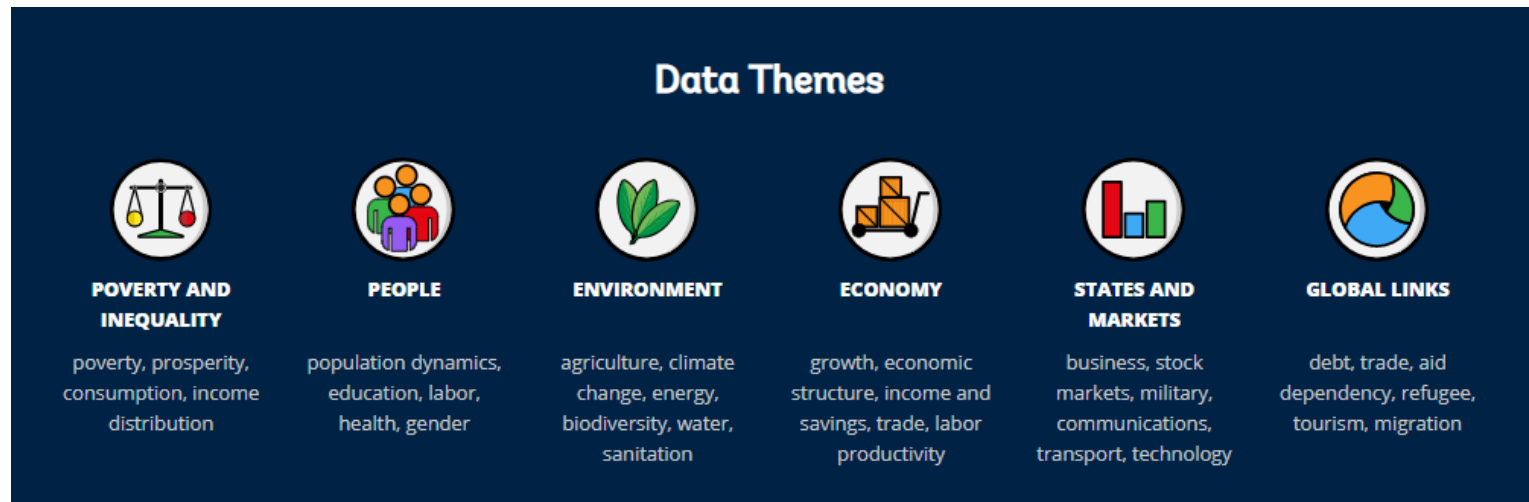 Data Themes
POVERTY AND
INEQUALITY
poverty, prosperity,
consumption, income
distribution
PEOPLE
population dynamics,
education, labor,
health, gender
ENVIRONMENT
agriculture, climate
change, energy,
biodiversity, water,
sanitation
ECONOMY
growth, economic
structure, income and
savings, trade, labor
productivity
STATES AND
MARKETS
business, stock
markets, military,
communications,
transport, technology
GLOBAL LINKS
debt, trade, aid
dependency, refugee,
tourism, migration